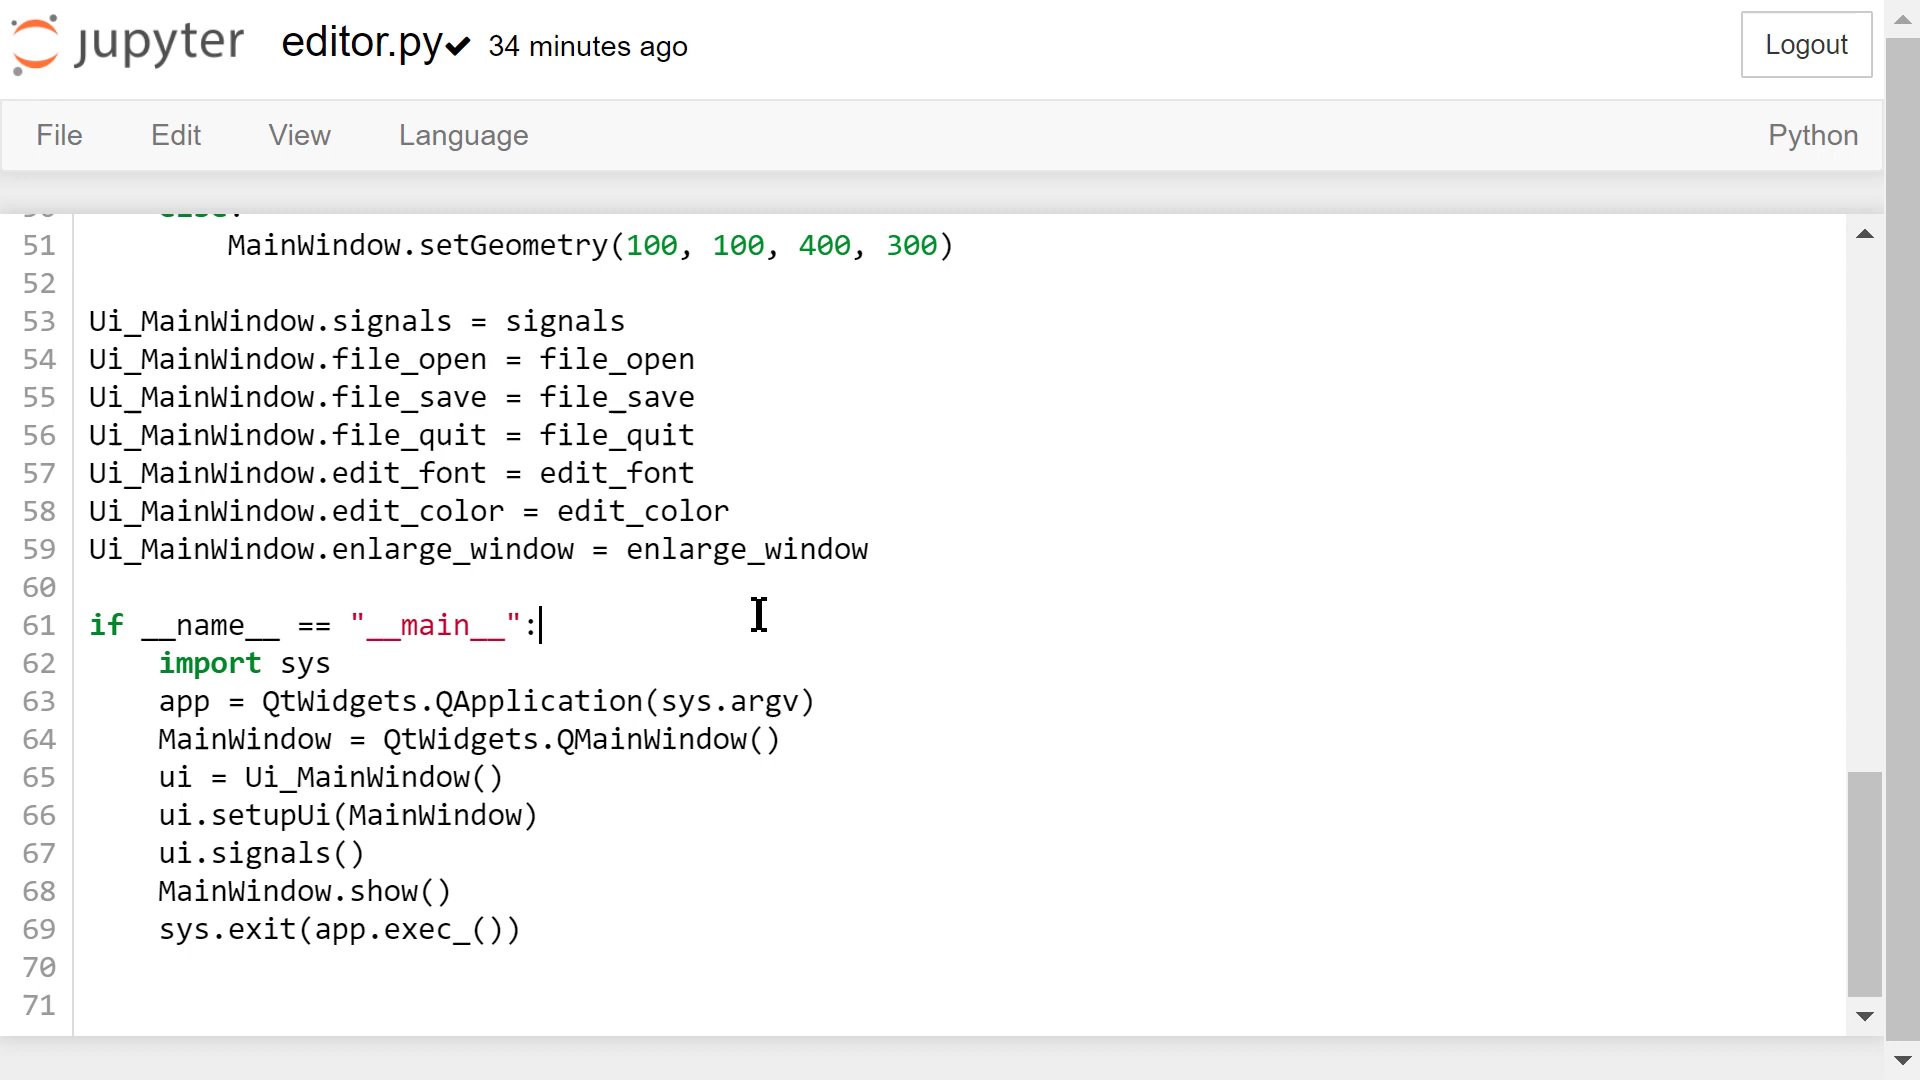 jupyter editor.py✔ 34 minutes ago Logout
File Edit View Language Python
51 MainWindow.setGeometry(100, 100, 400, 300)
52
53 Ui_MainWindow.signals = signals
54 Ui_MainWindow.file_open = file_open
55 Ui_MainWindow.file_save = file_save
56 Ui_MainWindow.file_quit = file_quit
57 Ui_MainWindow.edit_font = edit_font
58 Ui_MainWindow.edit_color = edit_color
59 Ui_MainWindow.enlarge_window = enlarge_window
60
61 if __name__ == "__main__":
62     import sys
63     app = QtWidgets.QApplication(sys.argv)
64     MainWindow = QtWidgets.QMainWindow()
65     ui = Ui_MainWindow()
66     ui.setupUi(MainWindow)
67     ui.signals()
68     MainWindow.show()
69     sys.exit(app.exec_())
70
71